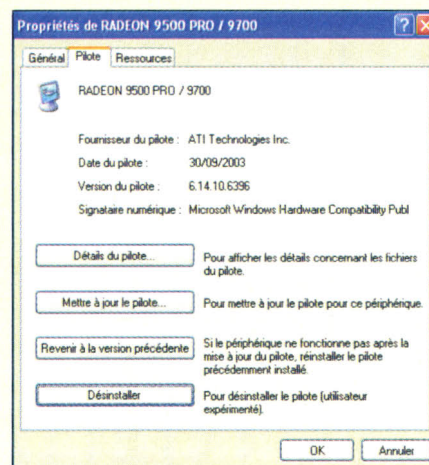 Propriétés de RADEON 9500 PRO / 9700
Général Pilote Ressources
RADEON 9500 PRO / 9700
Fournisseur du pilote : ATI Technologies Inc.
Date du pilote : 30/09/2003
Version du pilote : 6.14.10.6396
Signataire numérique : Microsoft Windows Hardware Compatibility Publ
Détails du pilote... Pour afficher les détails concernant les fichiers
du pilote.
Mettre à jour le pilote... Pour mettre à jour le pilote pour ce périphérique.
Revenir à la version précédente Si le périphérique ne fonctionne pas après la
mise à jour du pilote, réinstaller le pilote
précédemment installé.
Désinstaller Pour désinstaller le pilote (utilisateur
expérimenté).
OK Annuler